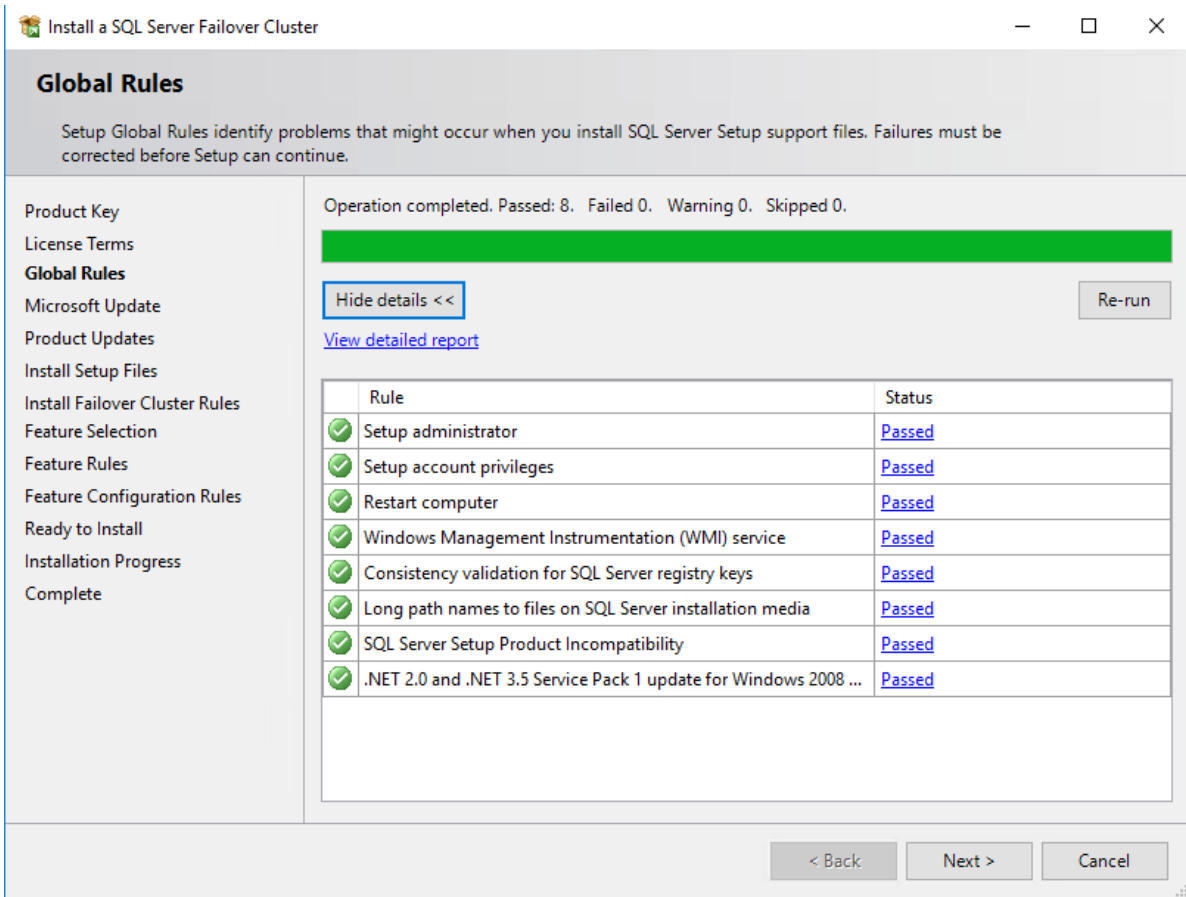 Install a SQL Server Failover Cluster
Global Rules
Setup Global Rules identify problems that might occur when you install SQL Server Setup support files. Failures must be
corrected before Setup can continue.
Product Key
License Terms
Global Rules
Microsoft Update
Product Updates
Install Setup Files
Install Failover Cluster Rules
Feature Selection
Feature Rules
Feature Configuration Rules
Ready to Install
Installation Progress
Complete
Operation completed. Passed: 8.   Failed 0.   Warning 0.   Skipped 0.
Hide details <<
Re-run
View detailed report
Rule Status
Setup administrator Passed
Setup account privileges Passed
Restart computer Passed
Windows Management Instrumentation (WMI) service Passed
Consistency validation for SQL Server registry keys Passed
Long path names to files on SQL Server installation media Passed
SQL Server Setup Product Incompatibility Passed
.NET 2.0 and .NET 3.5 Service Pack 1 update for Windows 2008 ... Passed
< Back Next > Cancel